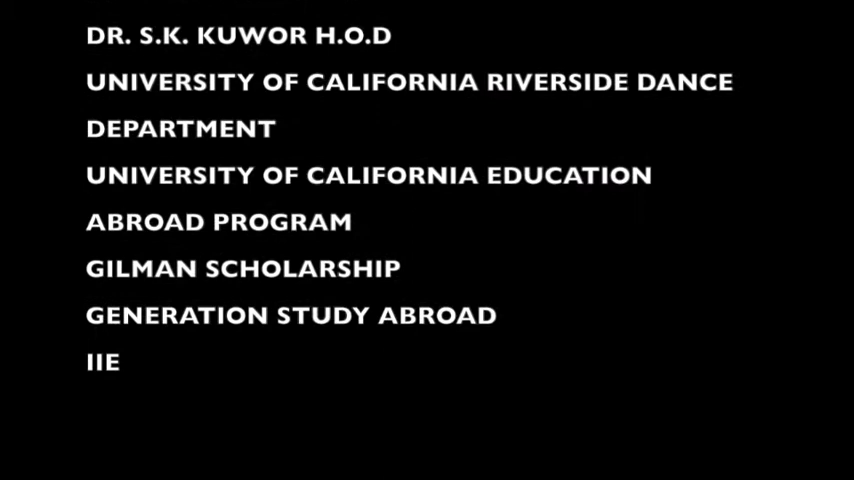 DR. S.K. KUWOR H.O.D
UNIVERSITY OF CALIFORNIA RIVERSIDE DANCE
DEPARTMENT
UNIVERSITY OF CALIFORNIA EDUCATION
ABROAD PROGRAM
GILMAN SCHOLARSHIP
GENERATION STUDY ABROAD
IIE